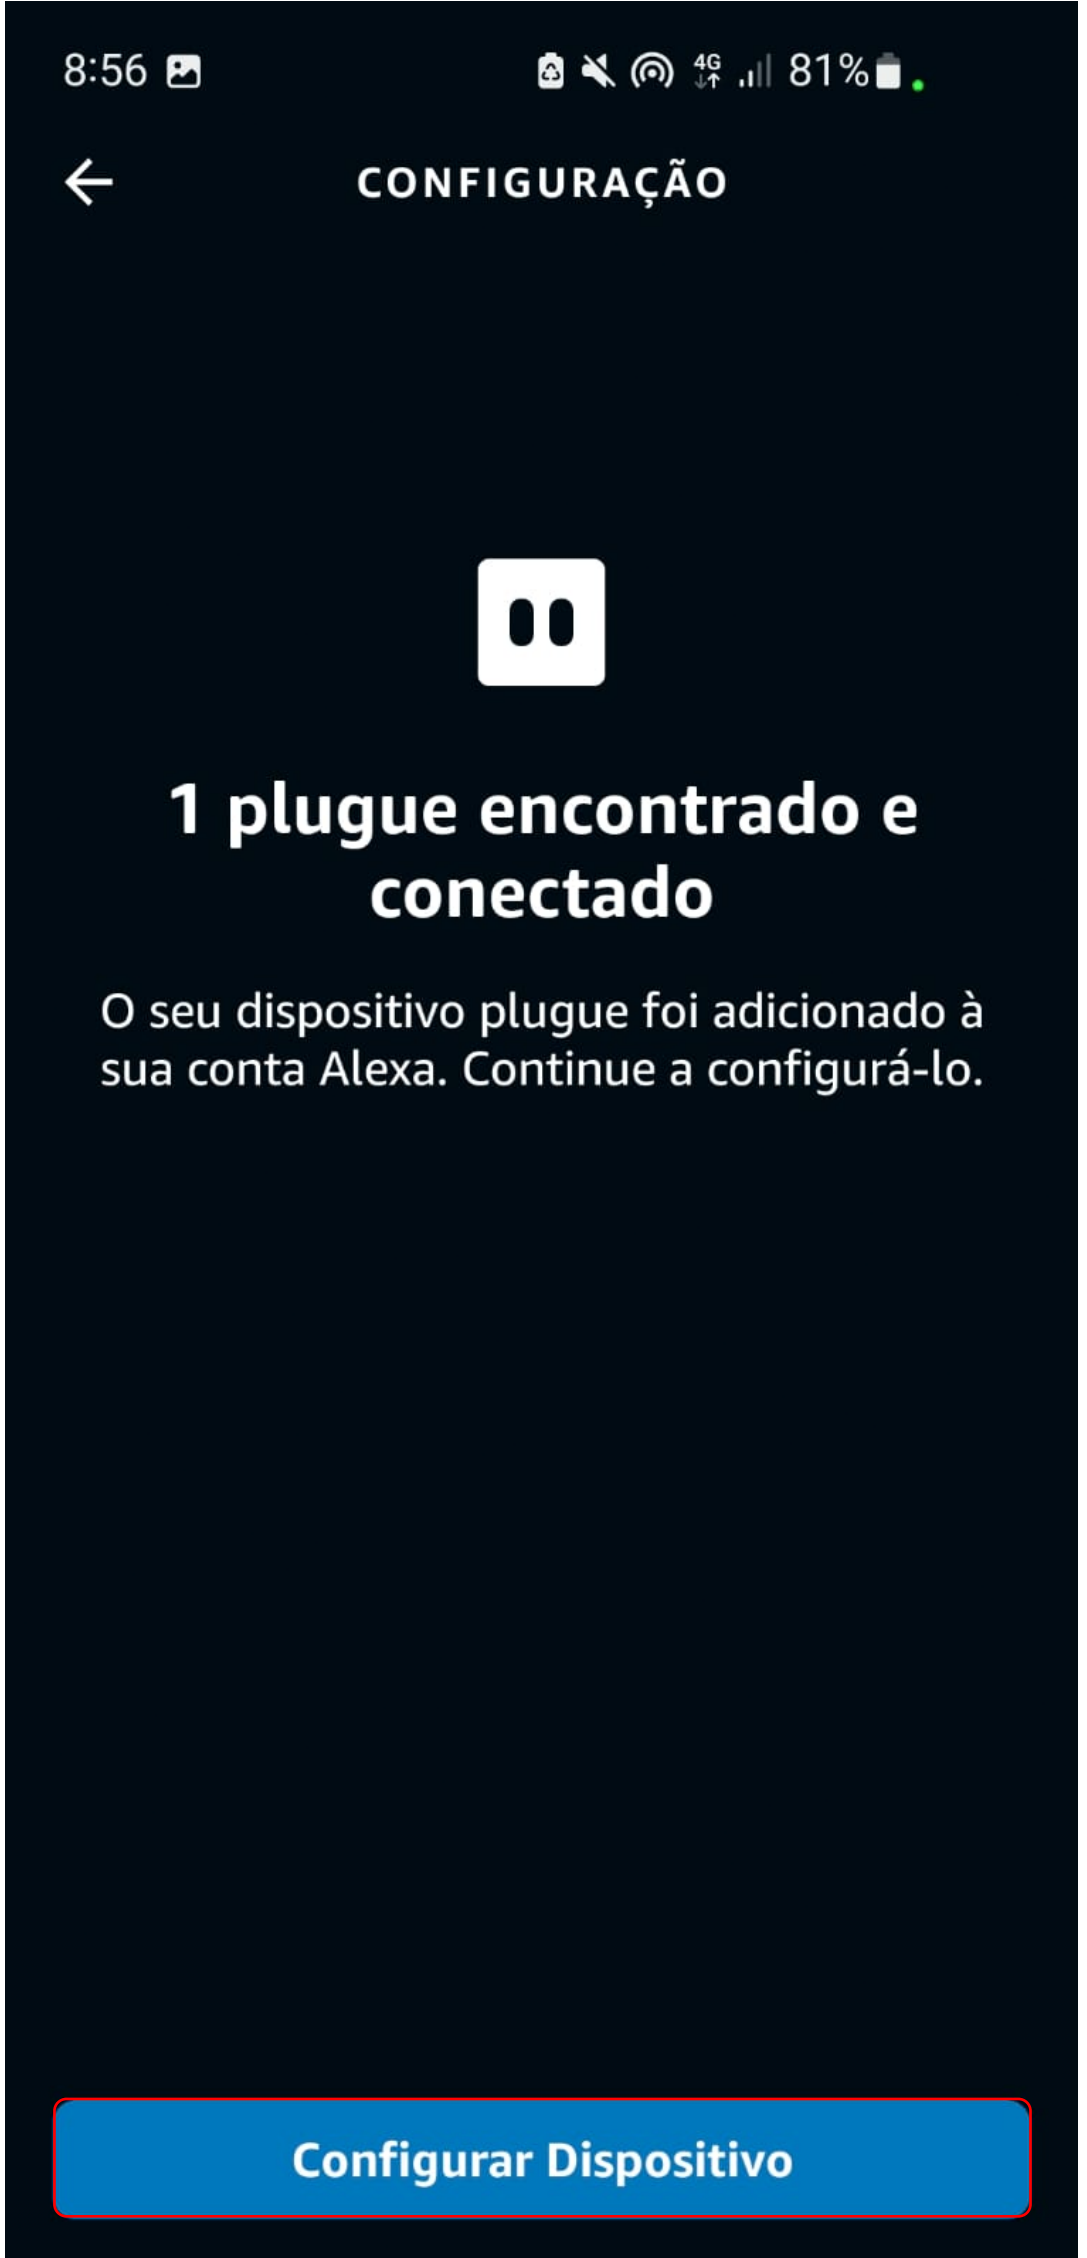 8:56 4G 81%
CONFIGURAÇÃO
1 plugue encontrado e
conectado
O seu dispositivo plugue foi adicionado à
sua conta Alexa. Continue a configurá-lo.
Configurar Dispositivo